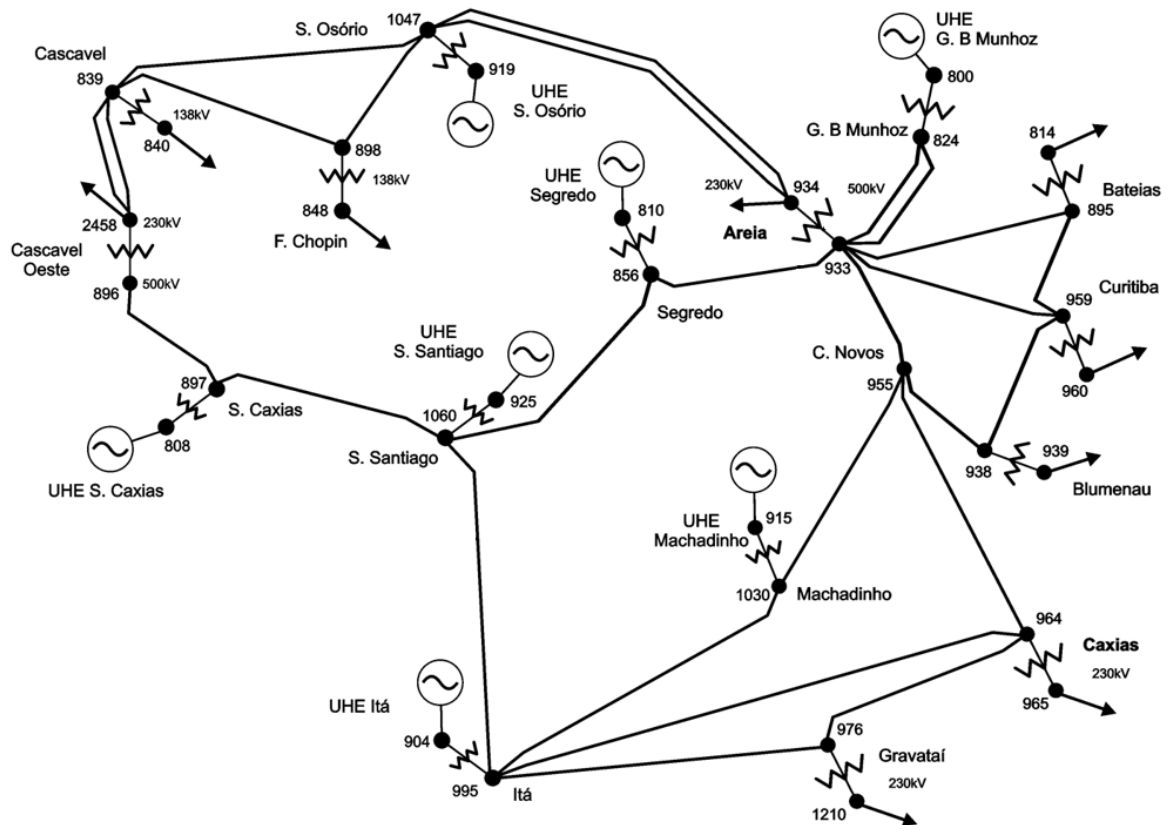 S. Osório
1047
Cascavel
839
138kV
840
919
UHE
S. Osório
UHE
G. B Munhoz
800
G. B Munhoz
824
814
Bateias
895
898
138kV
848
F. Chopin
UHE
Segredo
810
230kV
934
500kV
Areia
933
2458
230kV
Cascavel
Oeste
896
500kV
856
Segredo
Curitiba
959
960
C. Novos
955
UHE
S. Santiago
925
897
S. Caxias
808
UHE S. Caxias
1060
S. Santiago
938
939
Blumenau
UHE
Machadinho
915
1030
Machadinho
964
Caxias
230kV
965
UHE Itá
904
995
Itá
976
Gravataí
230kV
1210